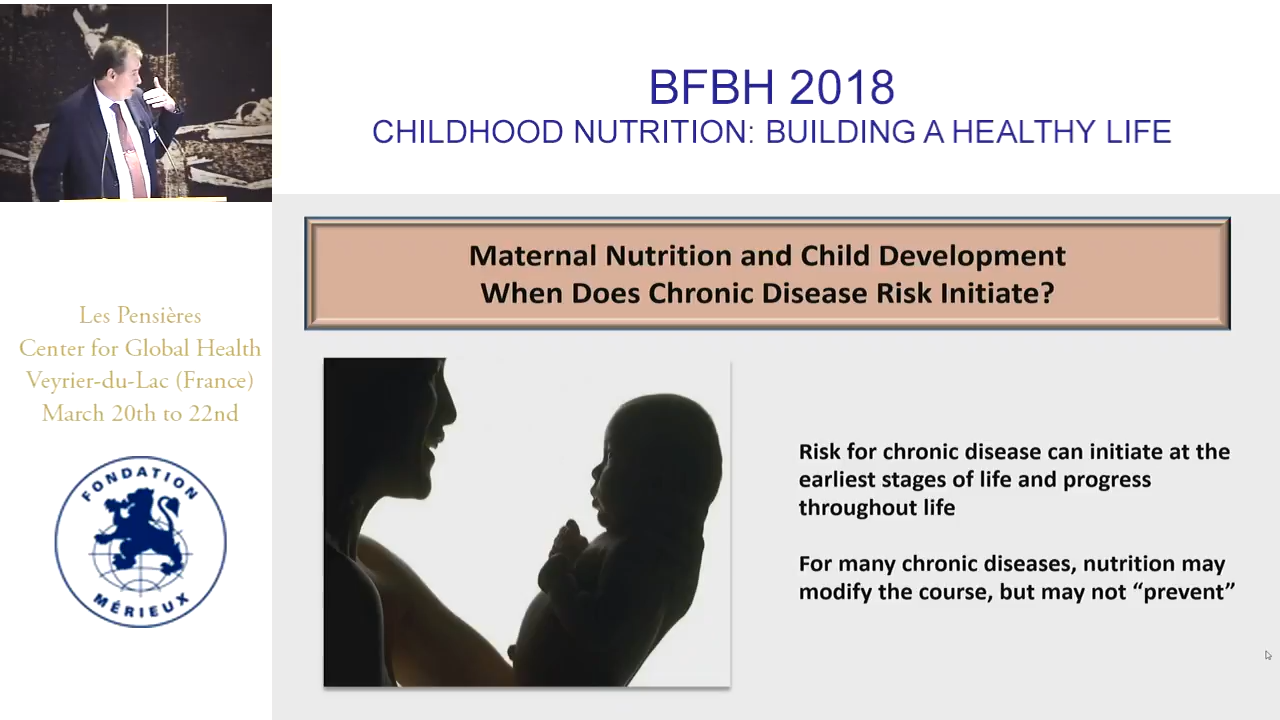 BFBH 2018
CHILDHOOD NUTRITION: BUILDING A HEALTHY LIFE
Les Pensières
Center for Global Health
Veyrier-du-Lac (France)
March 20th to 22nd
FONDATION
MÉRIEUX
Maternal Nutrition and Child Development
When Does Chronic Disease Risk Initiate?
Risk for chronic disease can initiate at the
earliest stages of life and progress
throughout life
For many chronic diseases, nutrition may
modify the course, but may not “prevent”